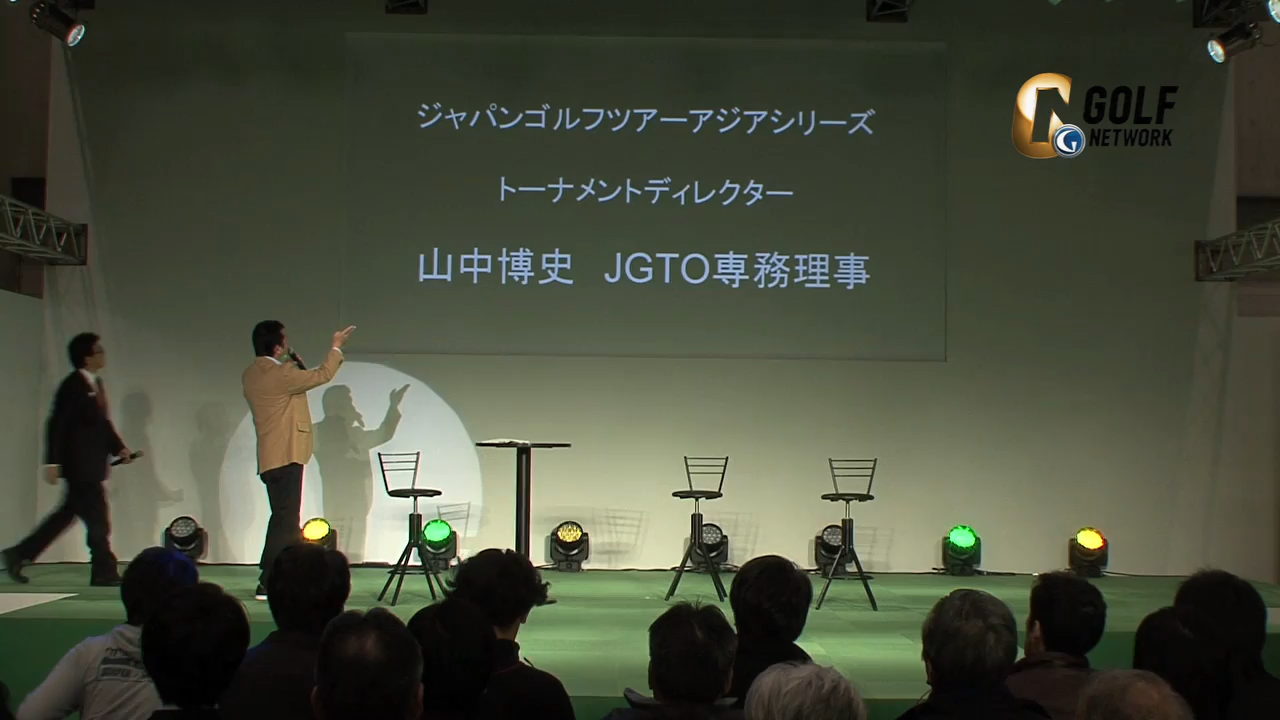 ジャパンゴルフツアーアジアシリーズ
トーナメントディレクター
山中博史 JGTO専務理事
GOLF
NETWORK